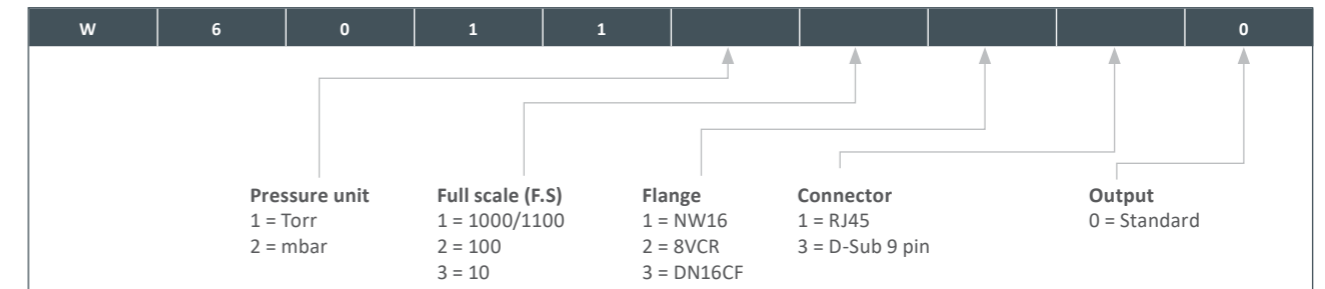 W 6 0 1 1 0
Pressure unit Full scale (F.S) Flange Connector Output
1 = Torr 1 = 1000/1100 1 = NW16 1 = RJ45 0 = Standard
2 = mbar 2 = 100 2 = 8VCR 3 = D-Sub 9 pin
3 = 10 3 = DN16CF